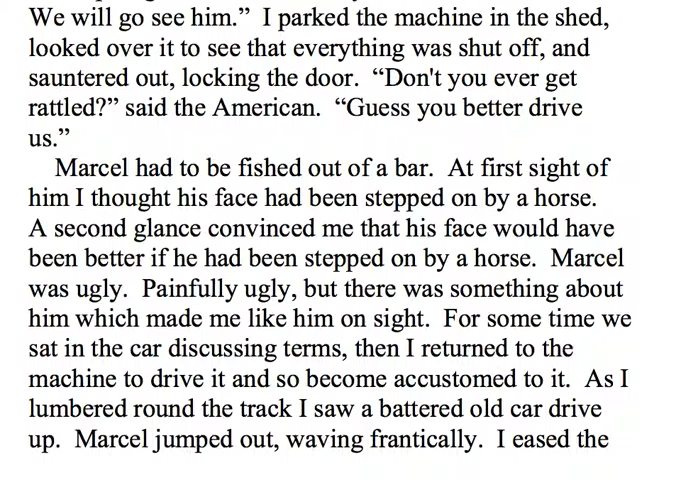 We will go see him.”  I parked the machine in the shed,
looked over it to see that everything was shut off, and
sauntered out, locking the door.  “Don't you ever get
rattled?” said the American.  “Guess you better drive
us.”
Marcel had to be fished out of a bar.  At first sight of
him I thought his face had been stepped on by a horse.
A second glance convinced me that his face would have
been better if he had been stepped on by a horse.  Marcel
was ugly.  Painfully ugly, but there was something about
him which made me like him on sight.  For some time we
sat in the car discussing terms, then I returned to the
machine to drive it and so become accustomed to it.  As I
lumbered round the track I saw a battered old car drive
up.  Marcel jumped out, waving frantically.  I eased the